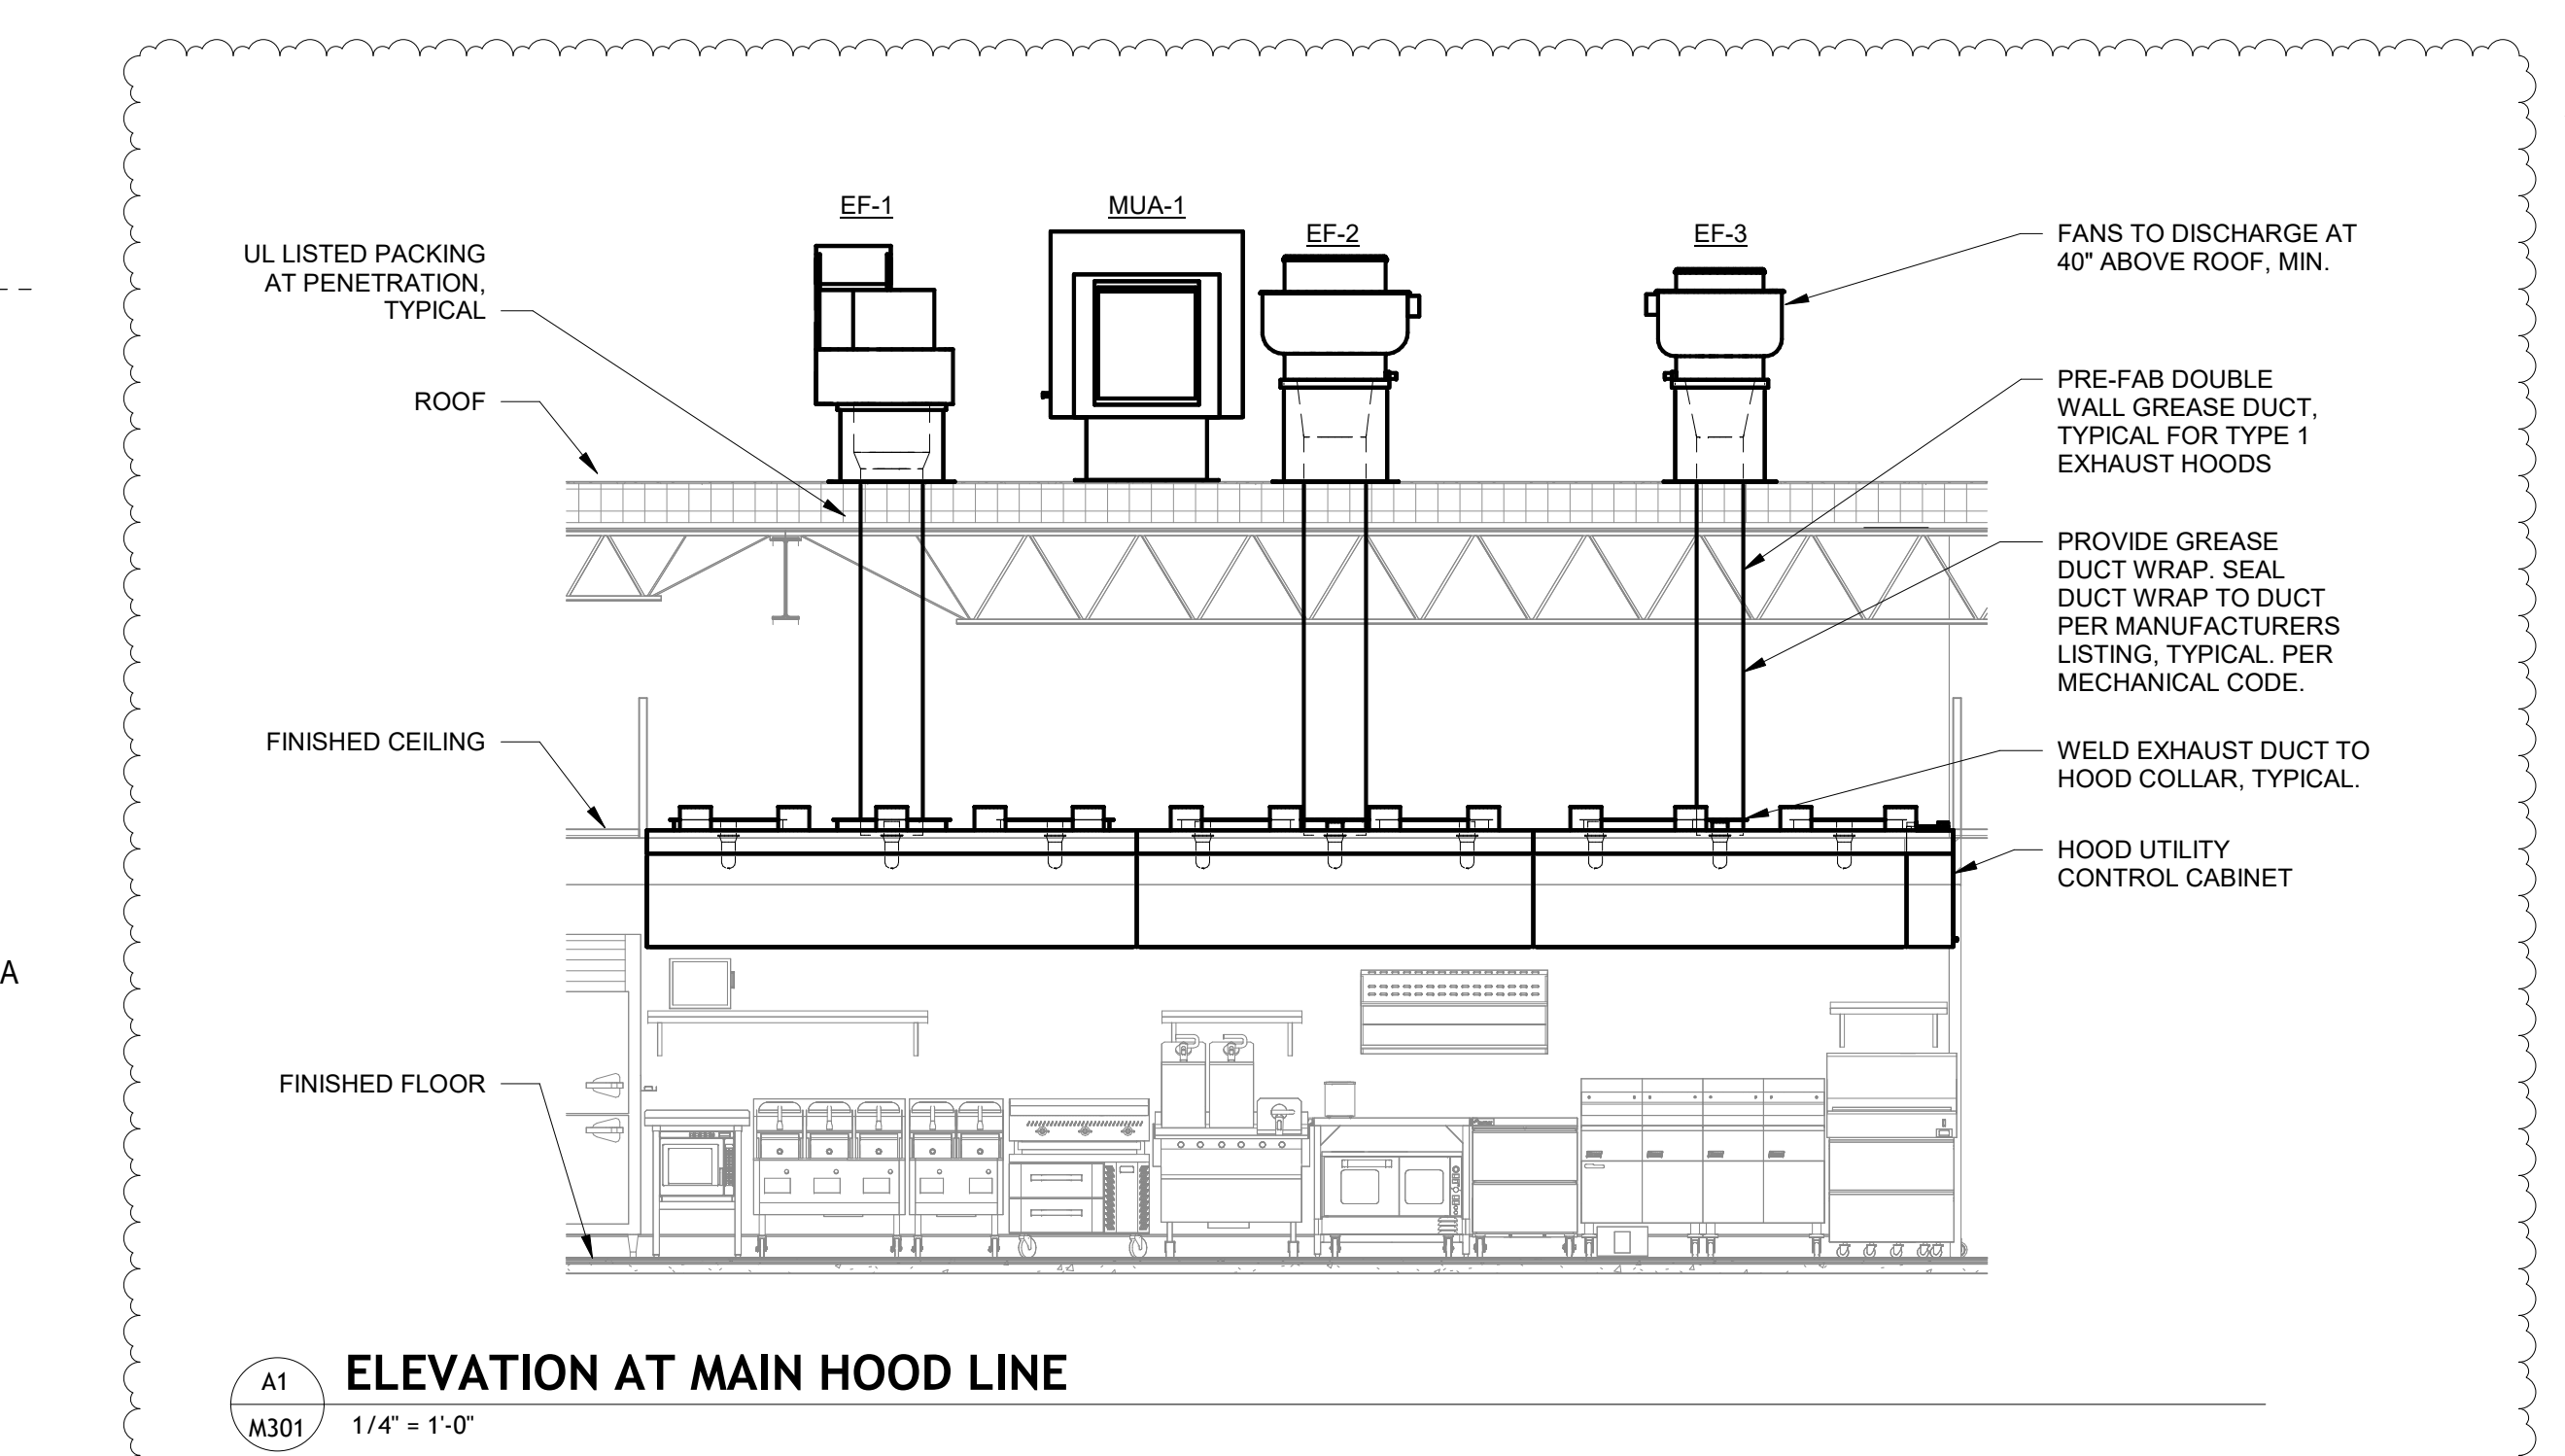 EF-1
MUA-1
EF-2
EF-3
UL LISTED PACKING
AT PENETRATION,
TYPICAL
ROOF
FINISHED CEILING
FINISHED FLOOR
FANS TO DISCHARGE AT
40" ABOVE ROOF, MIN.
PRE-FAB DOUBLE
WALL GREASE DUCT,
TYPICAL FOR TYPE 1
EXHAUST HOODS
PROVIDE GREASE
DUCT WRAP. SEAL
DUCT WRAP TO DUCT
PER MANUFACTURERS
LISTING, TYPICAL. PER
MECHANICAL CODE.
WELD EXHAUST DUCT TO
HOOD COLLAR, TYPICAL.
HOOD UTILITY
CONTROL CABINET
A
A1
M301
ELEVATION AT MAIN HOOD LINE
1/4" = 1'-0"